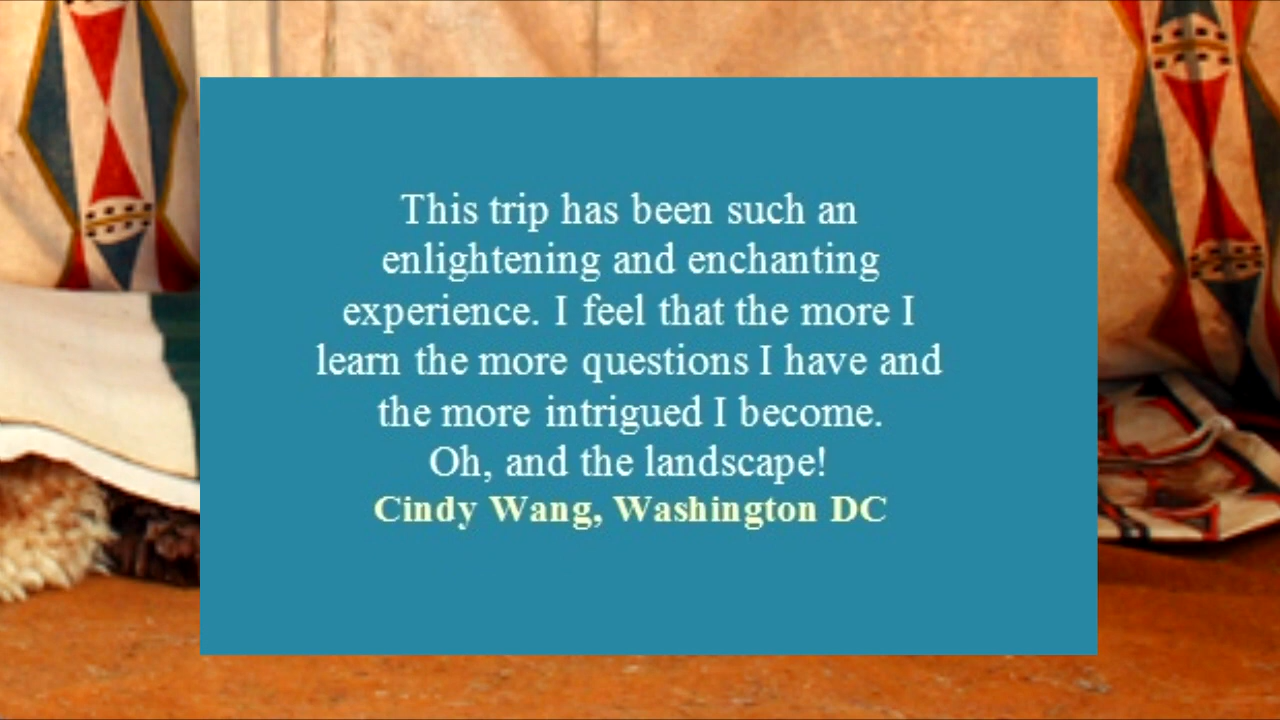 This trip has been such an
enlightening and enchanting
experience. I feel that the more I
learn the more questions I have and
the more intrigued I become.
Oh, and the landscape!
Cindy Wang, Washington DC